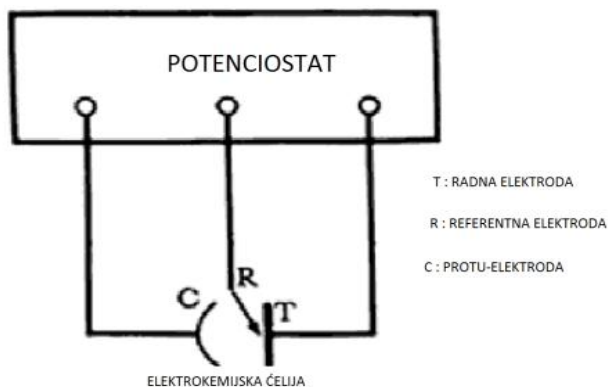 POTENCIOSTAT
T : RADNA ELEKTRODA
R : REFERENTNA ELEKTRODA
C : PROTU-ELEKTRODA
R
C
T
ELEKTROKEMIJSKA ĆELIJA